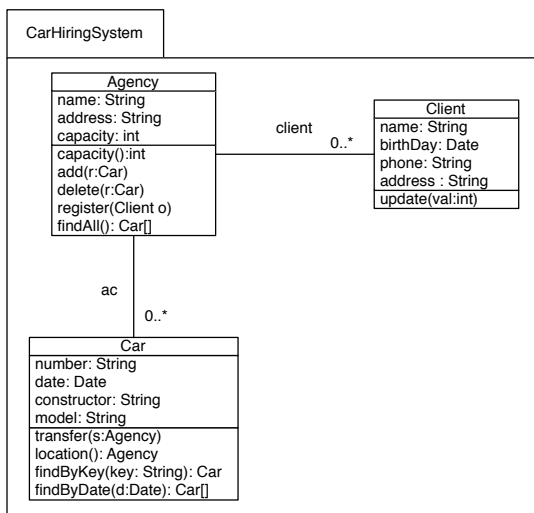 CarHiringSystem
Agency
name: String
address: String
capacity: int
capacity():int
add(r:Car)
delete(r:Car)
register(Client o)
findAll(): Car[]
client
0..*
Client
name: String
birthDay: Date
phone: String
address : String
update(val:int)
ac
0..*
Car
number: String
date: Date
constructor: String
model: String
transfer(s:Agency)
location(): Agency
findByKey(key: String): Car
findByDate(d:Date): Car[]